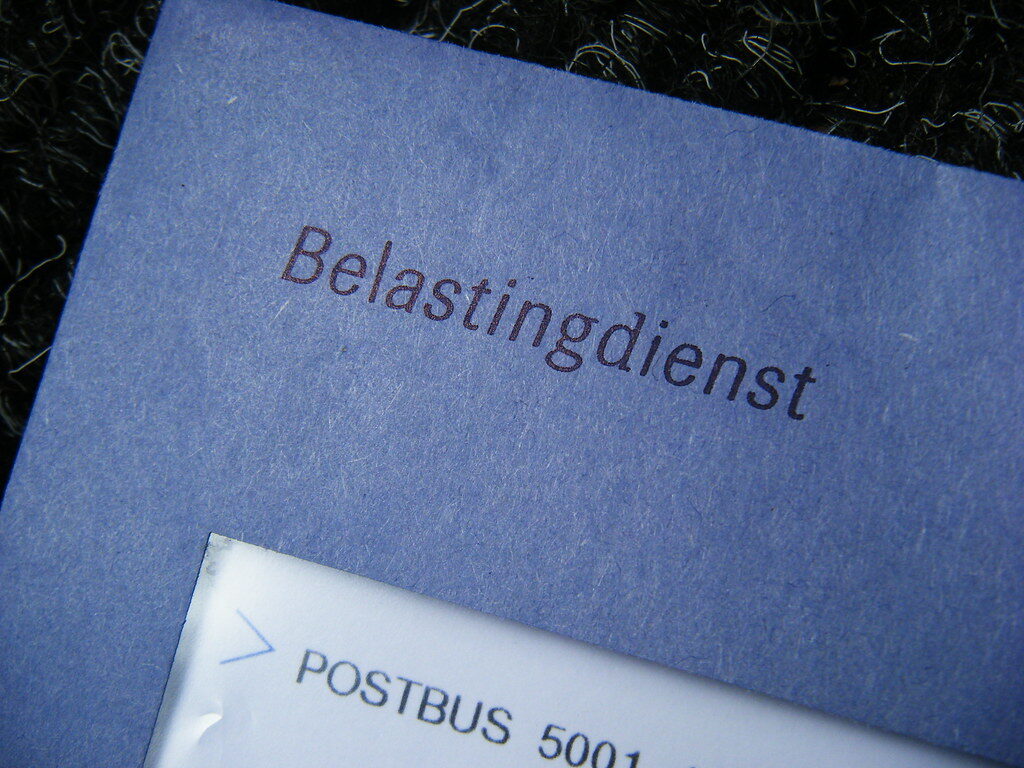 Belastingdienst
> POSTBUS 5001